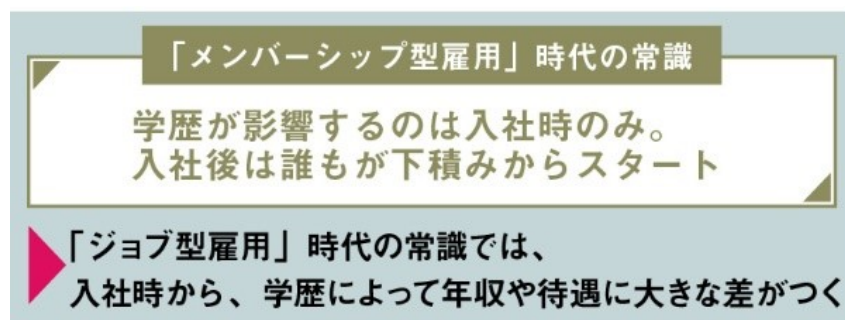 「メンバーシップ型雇用」時代の常識
学歴が影響するのは入社時のみ。
入社後は誰もが下積みからスタート
「ジョブ型雇用」時代の常識では、
入社時から、学歴によって年収や待遇に大きな差がつく